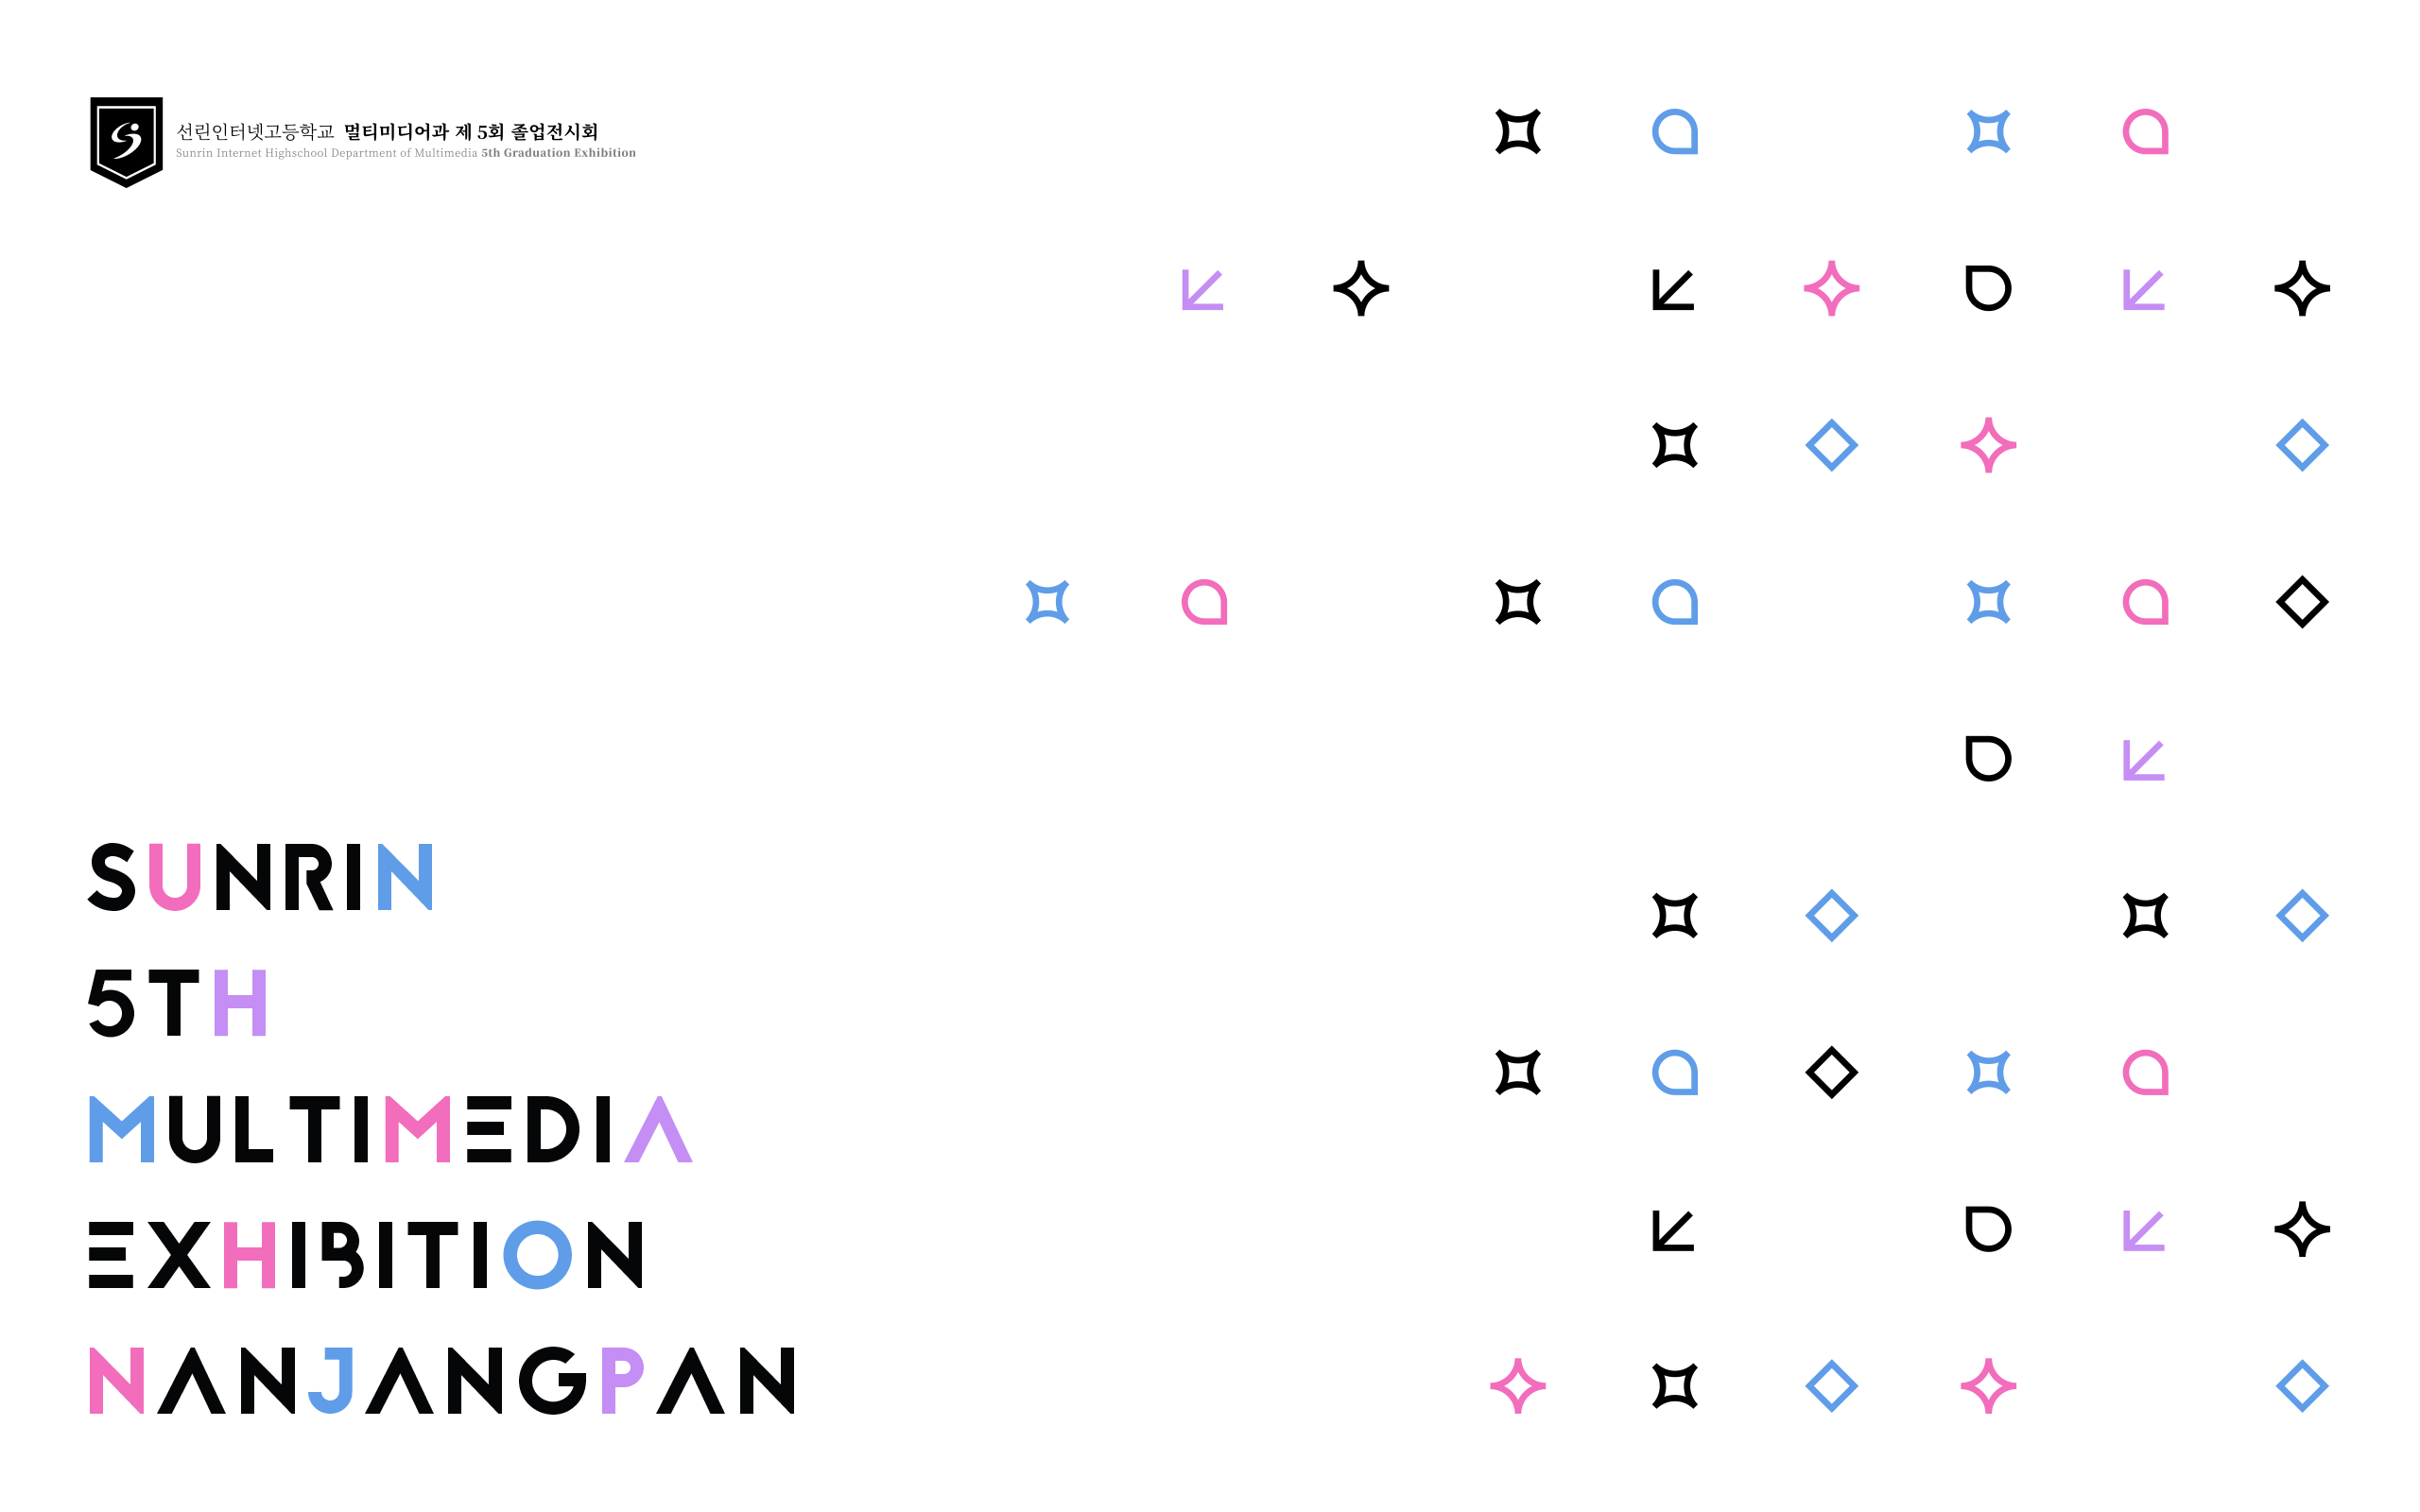 선린인터넷고등학교 멀티미디어과 제 5회 졸업전시회
Sunrin Internet Highschool Department of Multimedia 5th Graduation Exhibition
SUNRIN
5TH
MULTIMEDIA
EXHIBITION
NANJANGPAN